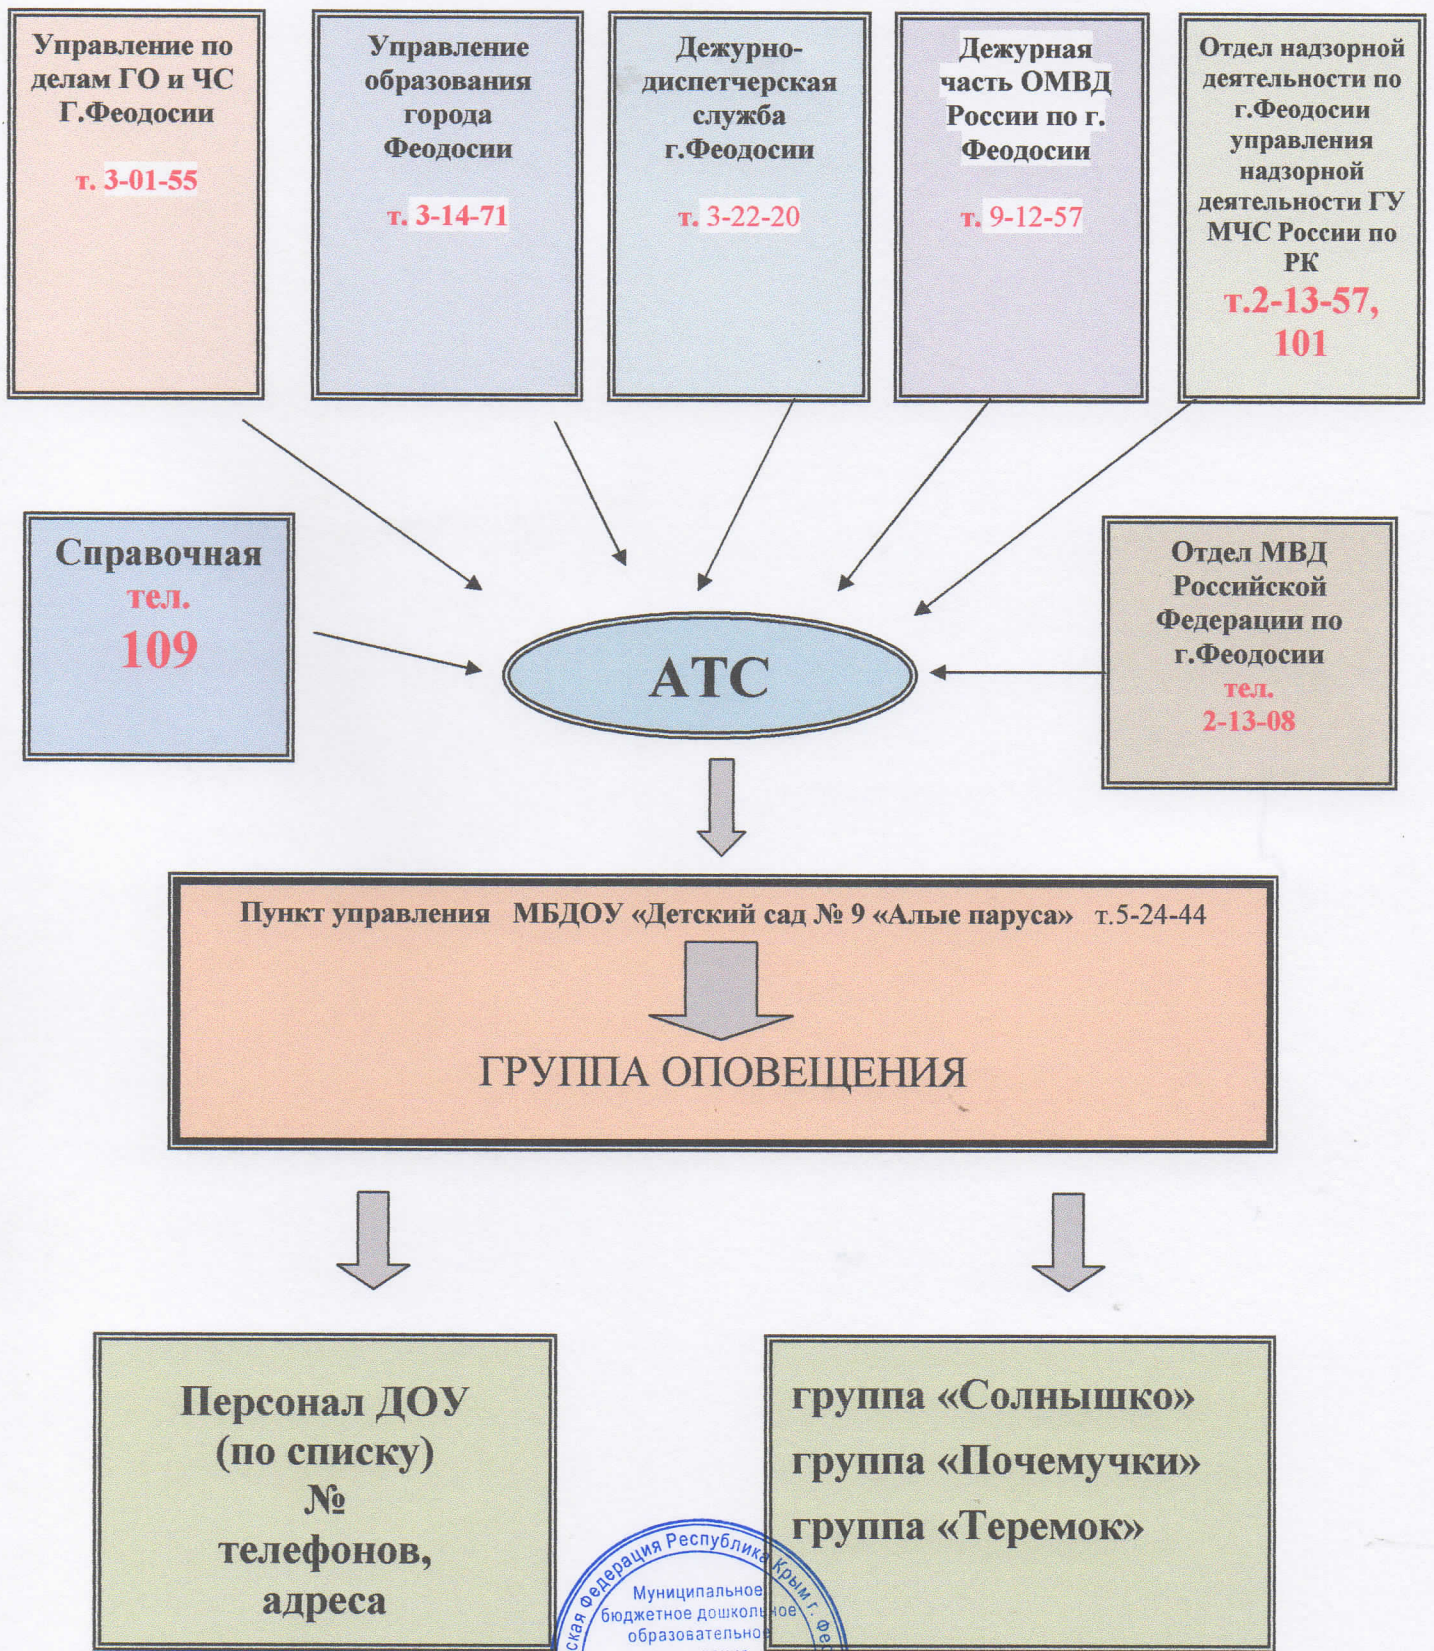 Управление по
делам ГО и ЧС
Г.Феодосии
т. 3-01-55
Управление
образования
города
Феодосии
т. 3-14-71
Дежурно-
диспетчерская
служба
г.Феодосии
т. 3-22-20
Дежурная
часть ОМВД
России по г.
Феодосии
т. 9-12-57
Отдел надзорной
деятельности по
г.Феодосии
управления
надзорной
деятельности ГУ
МЧС России по
РК
т.2-13-57,
101
Справочная
тел.
109
АТС
Отдел МВД
Российской
Федерации по
г.Феодосии
тел.
2-13-08
Пункт управления МБДОУ «Детский сад № 9 «Алые паруса» т.5-24-44
ГРУППА ОПОВЕЩЕНИЯ
Персонал ДОУ
(по списку)
№
телефонов,
адреса
группа «Солнышко»
группа «Почемучки»
группа «Теремок»
Федерация Республика Крым г.
Муниципальное
бюджетное дошкольное
образовательное